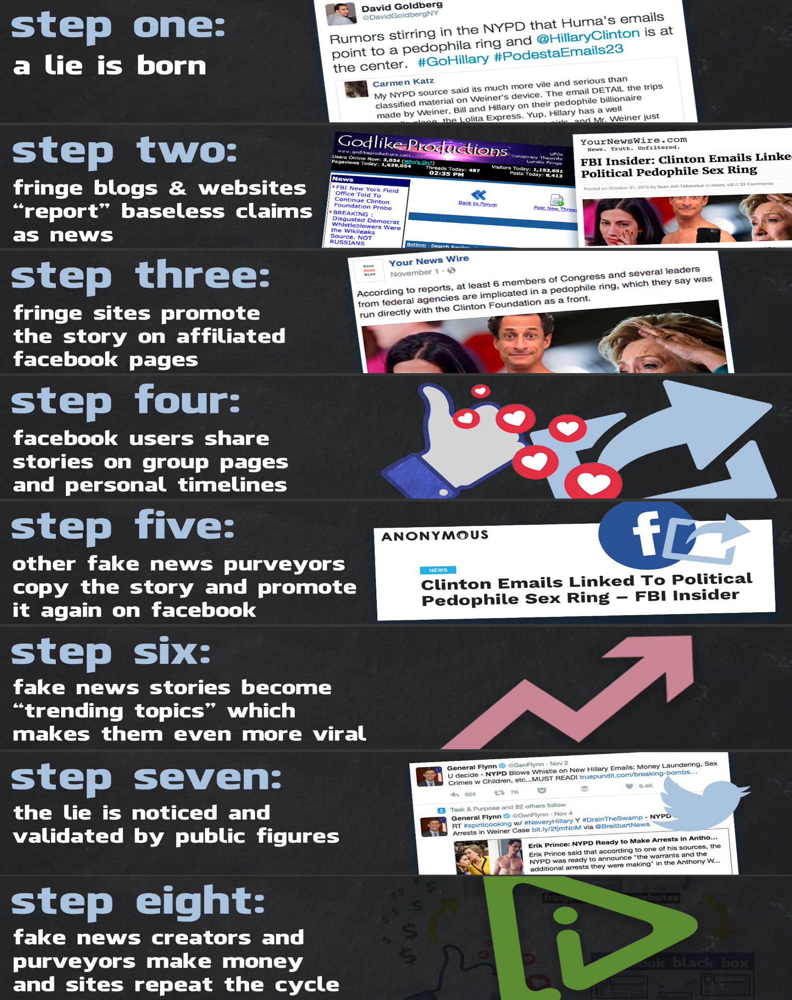 step one:
a lie is born
David Goldberg
@DavidGoldbergNY
Rumors stirring in the NYPD that Huma's emails
point to a pedophila ring and @HillaryClinton is at
the center. #GoHillary #PodestaEmails23
Carmen Katz
My NYPD source said its much more vile and serious than
classified material on Weiner's device. The email DETAIL the trips
made by Weiner, Bill and Hillary on their pedophile billionaire
plane, the Lolita Express. Yup, Hillary has a well
girls, and Mr. Weiner just
step two:
fringe blogs & websites
“report” baseless claims
as news
Godlike Productions
www.godlikeproductions.com
UFOs
Conspiracy Theorists
Lunatic Fringe
Users Online Now: 3,034 (Who's On?)
Pageviews Today: 1,639,054
Threads Today: 487
02:35 PM
Visitors Today: 1,153,651
Posts Today: 8,413
News
FBI New York Field
Office Told To
Continue Clinton
Foundation Probe
BREAKING :
Disgusted Democrat
Whistleblowers Were
the Wikileaks
Source. NOT
RUSSIANS
Back to Forum
Post New Threa
Bottom Search Replies
YourNewsWire.com
News. Truth. Unfiltered.
FBI Insider: Clinton Emails Linke
Political Pedophile Sex Ring
Posted on October 31, 2016 by Sean Adl-Tabatabai in News, US // 22 Comments
step three:
fringe sites promote
the story on affiliated
facebook pages
Your
News
Wire
Your News Wire
November 1 ·
According to reports, at least 6 members of Congress and several leaders
from federal agencies are implicated in a pedophile ring, which they say was
run directly with the Clinton Foundation as a front.
step four:
facebook users share
stories on group pages
and personal timelines
step five:
other fake news purveyors
copy the story and promote
it again on facebook
ANONYMOUS
f
NEWS
Clinton Emails Linked To Political
Pedophile Sex Ring – FBI Insider
step six:
fake news stories become
“trending topics” which
makes them even more viral
step seven:
the lie is noticed and
validated by public figures
General Flynn @GenFlynn · Nov 2
U decide - NYPD Blows Whistle on New Hillary Emails: Money Laundering, Sex
Crimes w Children, etc...MUST READ! truepundit.com/breaking-bombs...
624 7K 6.4K
Task & Purpose and 82 others follow
General Flynn @GenFlynn · Nov 4
RT #spiritcooking w/ #NeveryHillary Y #DrainTheSwamp - NYPD
Arrests in Weiner Case bit.ly/2fjmNnM via @BreitbartNews
Erik Prince: NYPD Ready to Make Arrests in Antho...
Erik Prince said that according to one of his sources, the
NYPD was ready to announce "the warrants and the
additional arrests they were making" in the Anthony W...
step eight:
fake news creators and
purveyors make money
and sites repeat the cycle
fring websites
ook black box